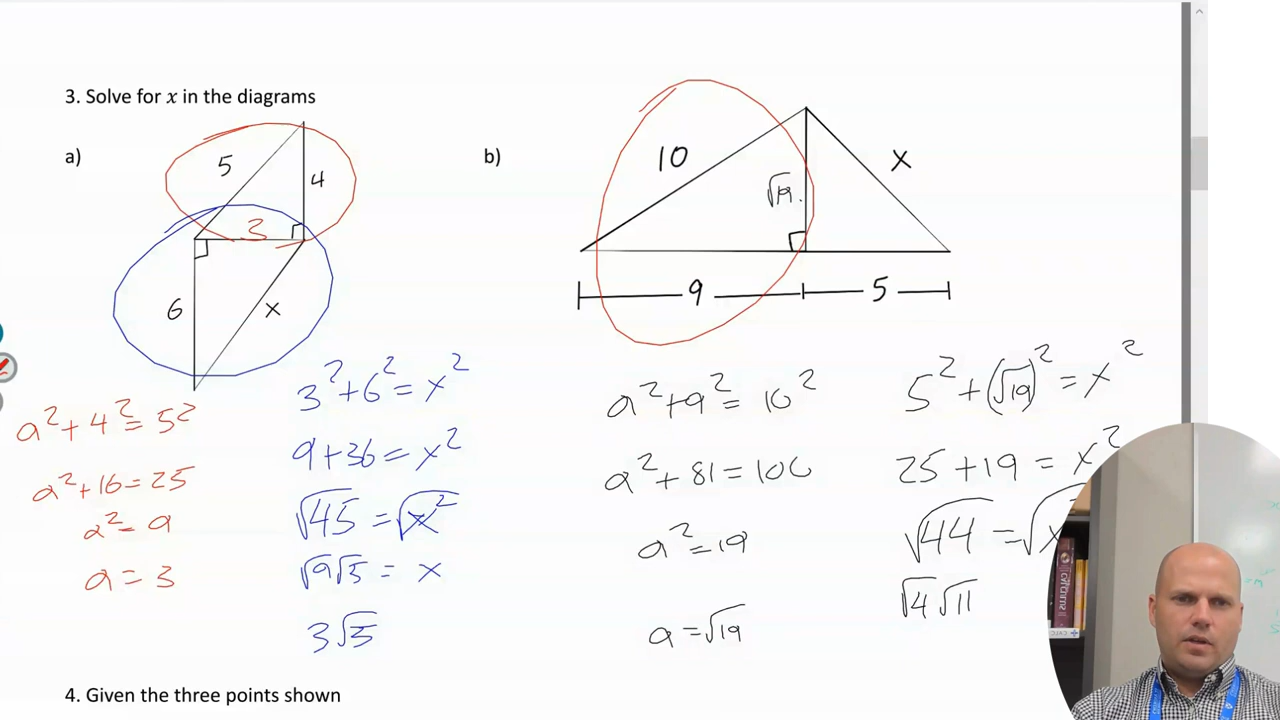 3. Solve for x in the diagrams
a)
5
4
3
6
x
a² + 4² = 5²
a² + 16 = 25
a² = 9
a = 3
3² + 6² = x²
9 + 36 = x²
√45 = √x²
√9√5 = x
3√5
b)
10
√19.
x
9
5
a² + 9² = 10²
a² + 81 = 100
a² = 19
a = √19
5² + (√19)² = x²
25 + 19 = x²
√44 = √x
√4 √11
4. Given the three points shown